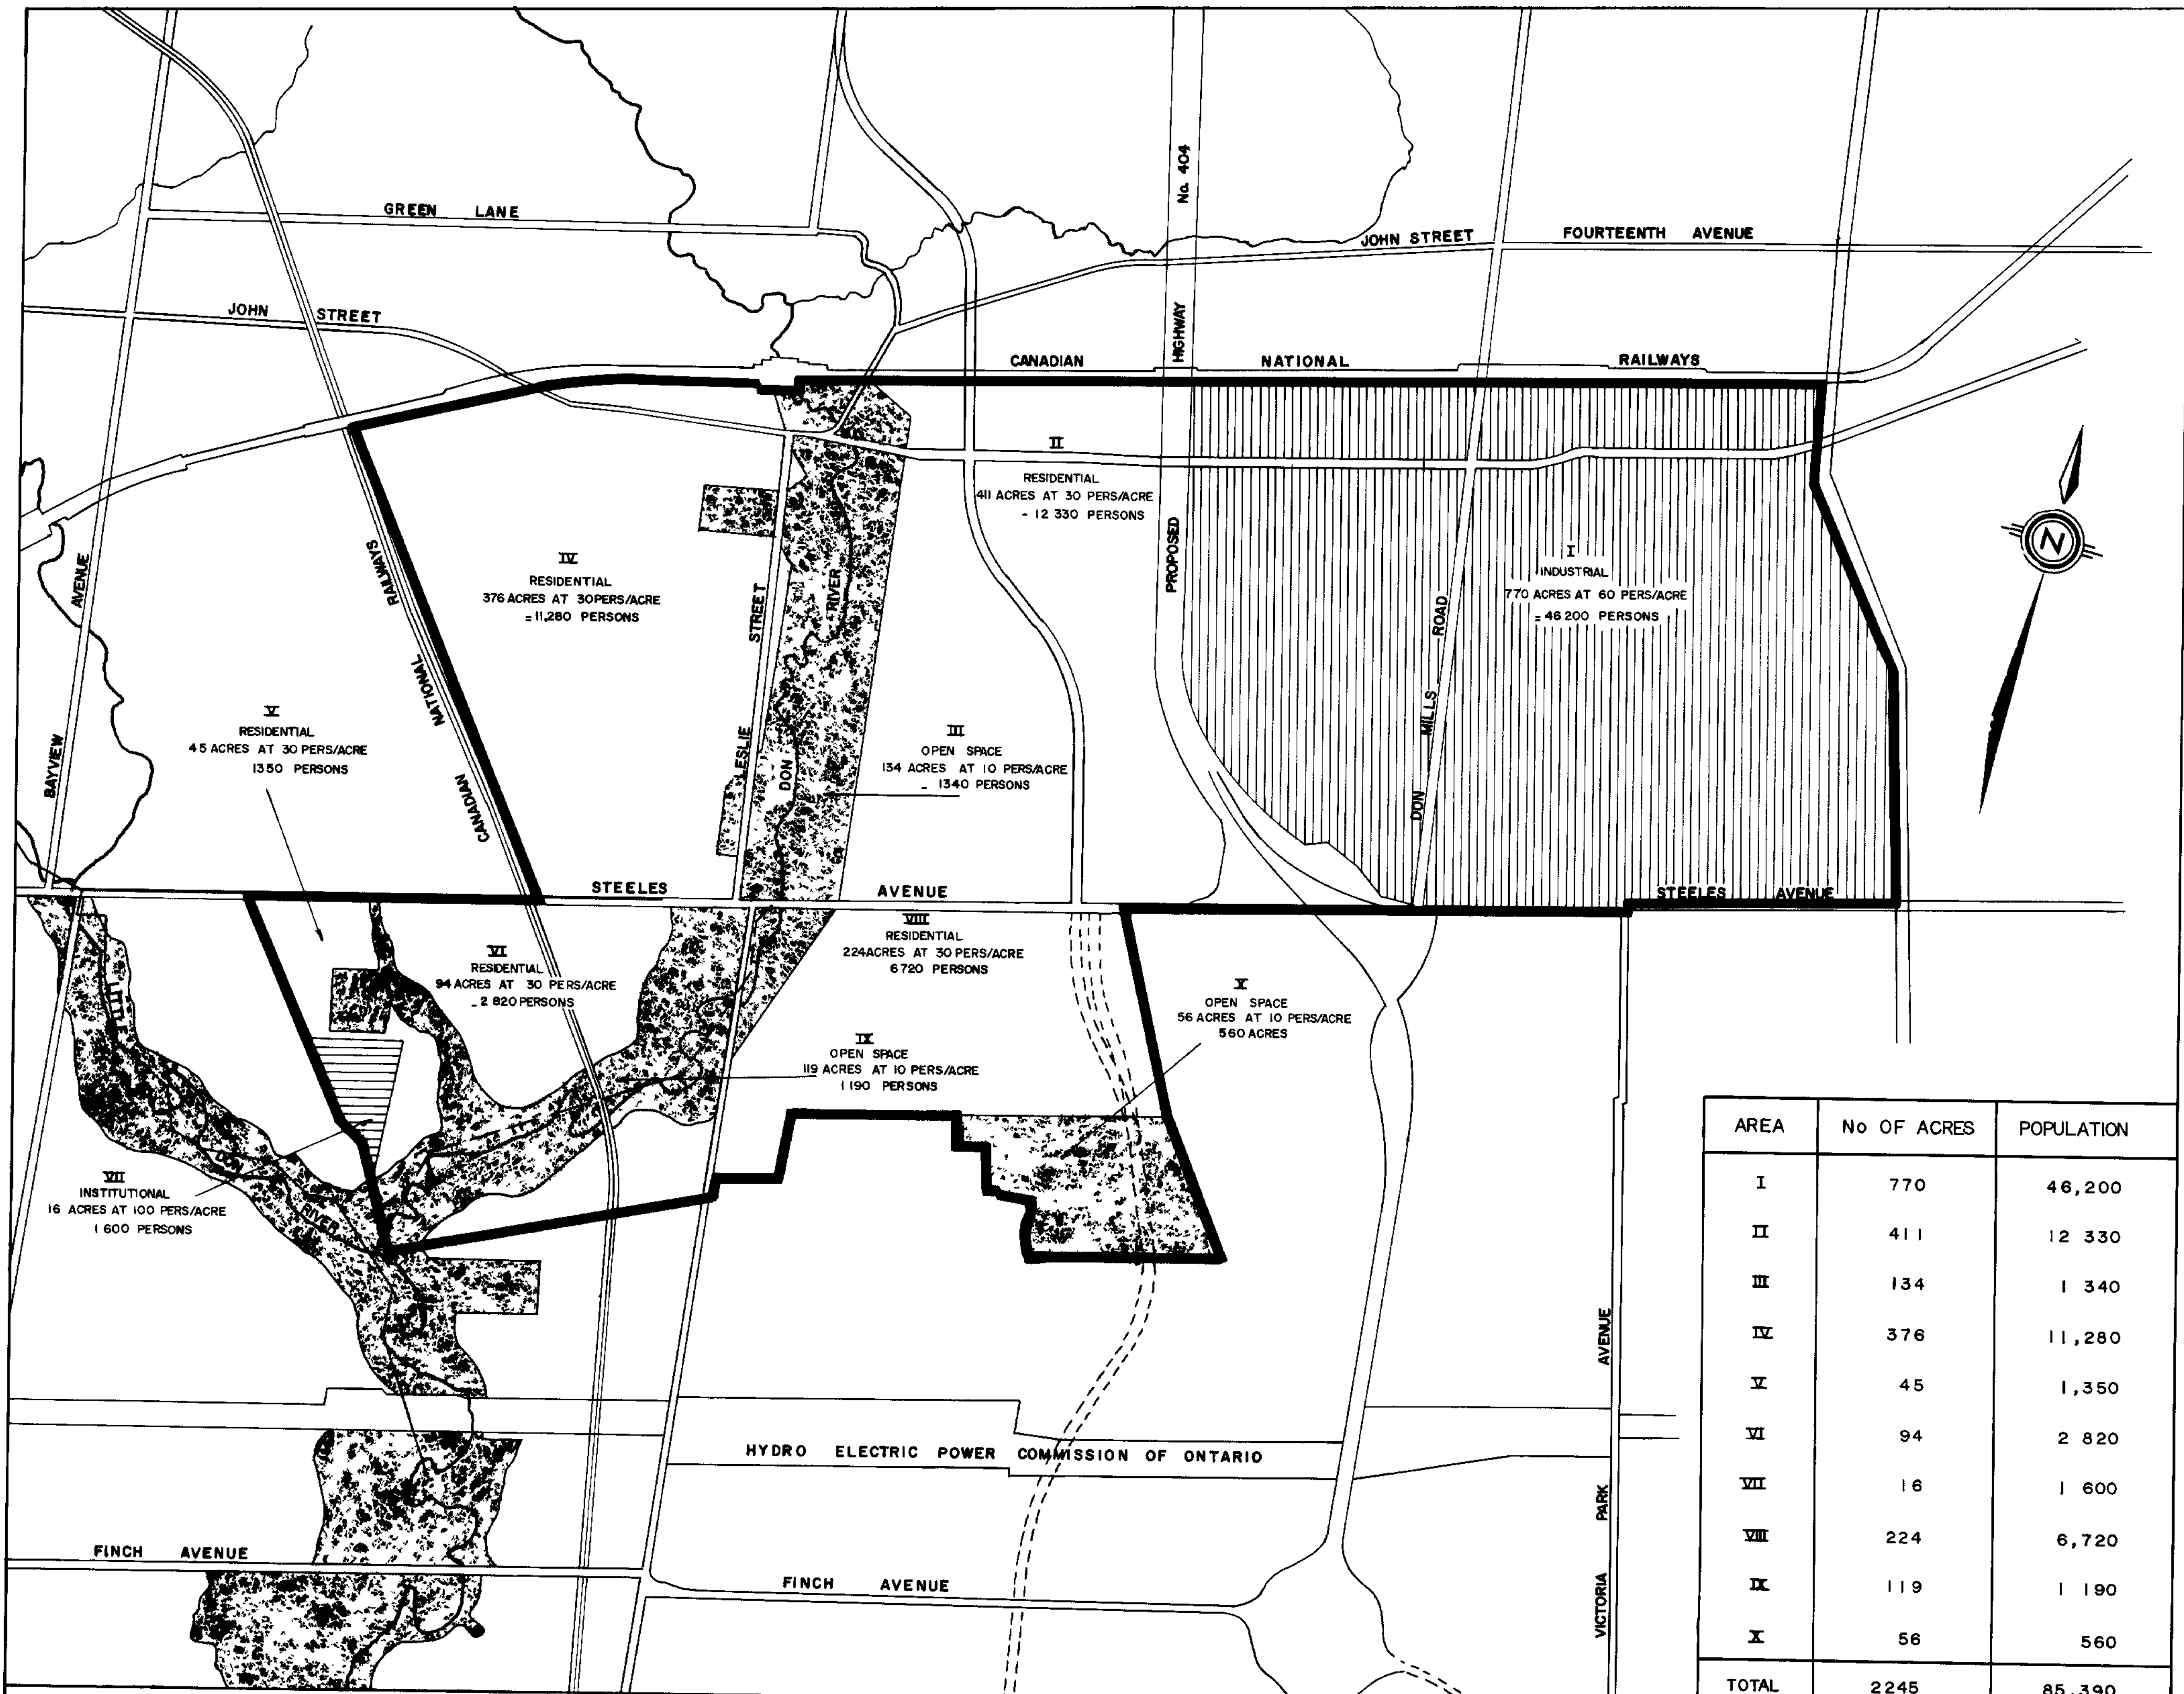 GREEN LANE
JOHN STREET
HIGHWAY No. 404
PROPOSED
JOHN STREET
FOURTEENTH AVENUE
CANADIAN NATIONAL RAILWAYS
II
RESIDENTIAL
411 ACRES AT 30 PERS/ACRE
- 12 330 PERSONS
I
INDUSTRIAL
770 ACRES AT 60 PERS/ACRE
= 46 200 PERSONS
N
IV
RESIDENTIAL
376 ACRES AT 30PERS/ACRE
= 11,280 PERSONS
BAYVIEW AVENUE
CANADIAN NATIONAL RAILWAYS
LESLIE STREET
DON RIVER
DON MILLS ROAD
V
RESIDENTIAL
45 ACRES AT 30 PERS/ACRE
1350 PERSONS
III
OPEN SPACE
134 ACRES AT 10 PERS/ACRE
- 1340 PERSONS
STEELES AVENUE
STEELES AVENUE
VI
RESIDENTIAL
94 ACRES AT 30 PERS/ACRE
- 2 820 PERSONS
VIII
RESIDENTIAL
224ACRES AT 30 PERS/ACRE
6720 PERSONS
X
OPEN SPACE
56 ACRES AT 10 PERS/ACRE
560 ACRES
IX
OPEN SPACE
119 ACRES AT 10 PERS/ACRE
1190 PERSONS
LITTLE DON RIVER
VII
INSTITUTIONAL
16 ACRES AT 100 PERS/ACRE
1 600 PERSONS
HYDRO ELECTRIC POWER COMMISSION OF ONTARIO
FINCH AVENUE
FINCH AVENUE
VICTORIA PARK AVENUE
AREA No OF ACRES POPULATION
I 770 46,200
II 411 12 330
III 134 1 340
IV 376 11,280
V 45 1,350
VI 94 2 820
VII 16 1 600
VIII 224 6,720
IX 119 1 190
X 56 560
TOTAL 2245 85,390